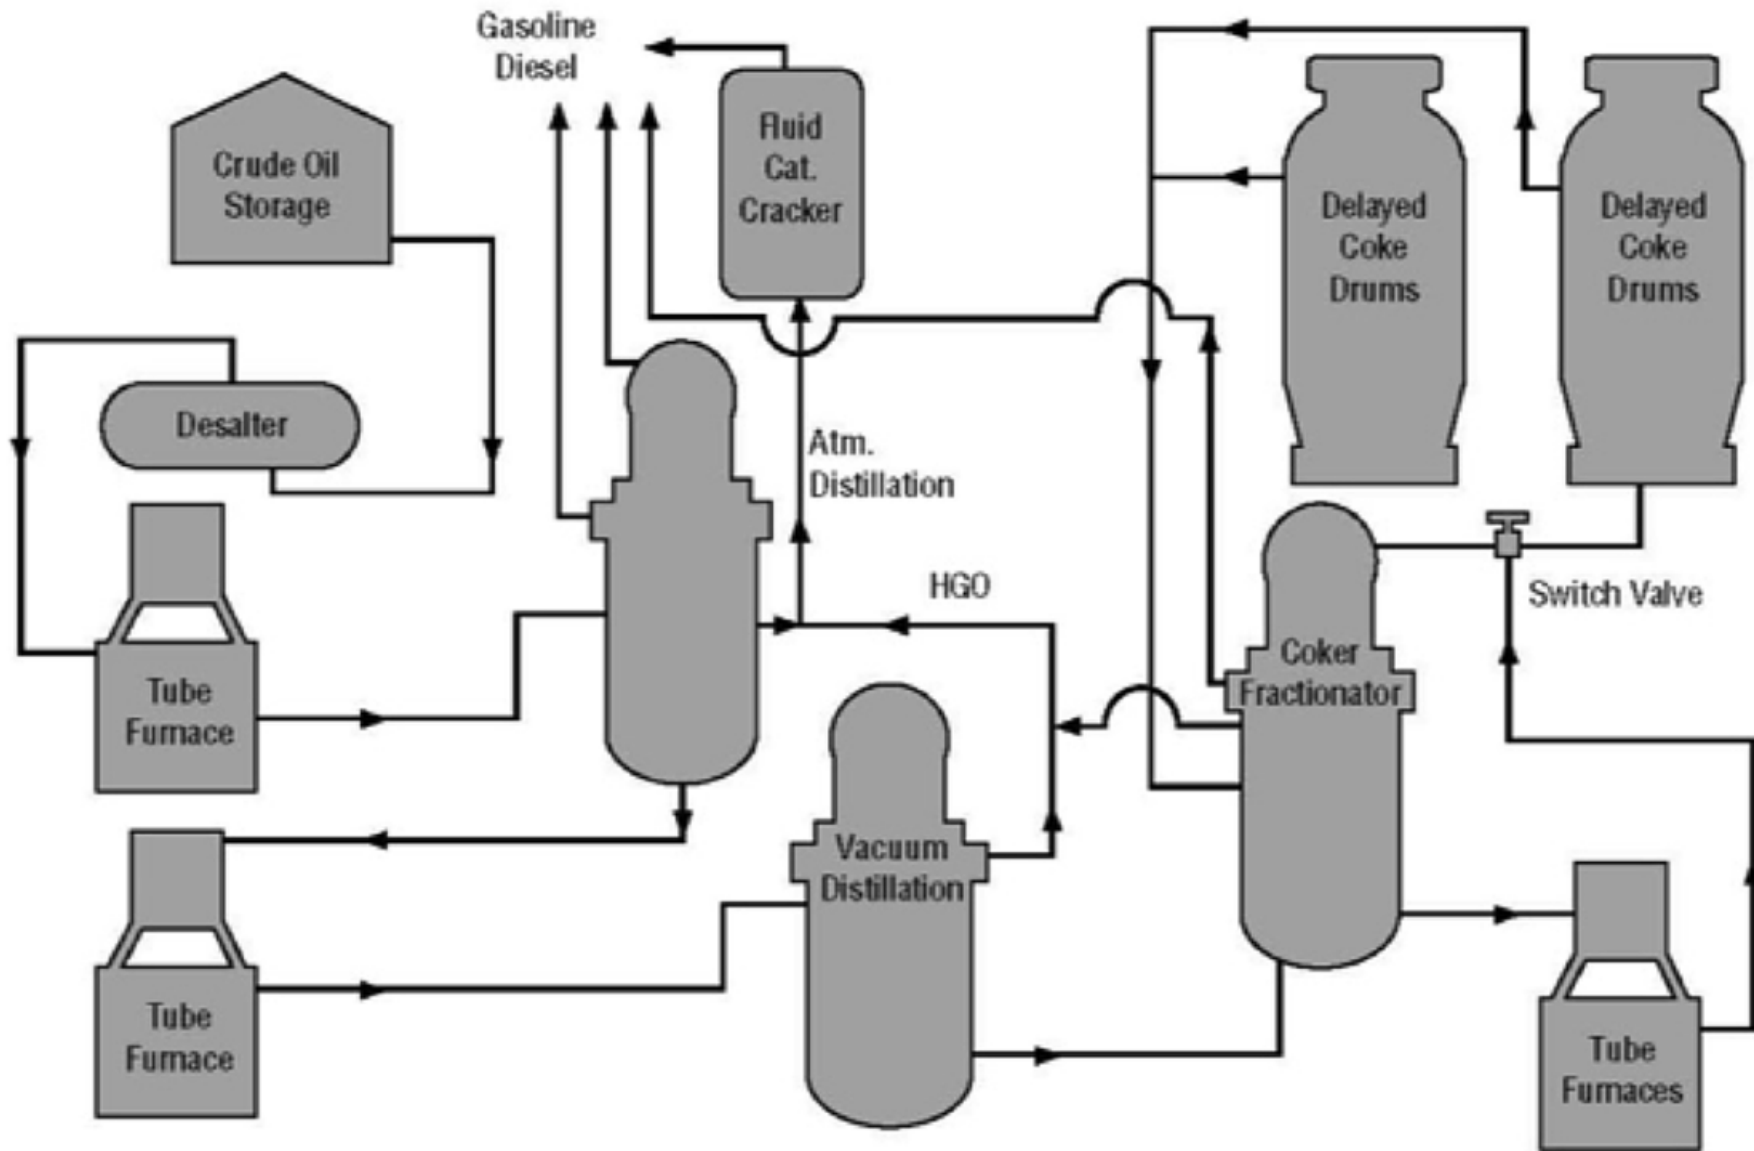 Gasoline
Diesel
Crude Oil
Storage
Fluid
Cat.
Cracker
Delayed
Coke
Drums
Delayed
Coke
Drums
Desalter
Atm.
Distillation
HGO
Switch Valve
Tube
Furnace
Coker
Fractionator
Vacuum
Distillation
Tube
Furnace
Tube
Furnaces